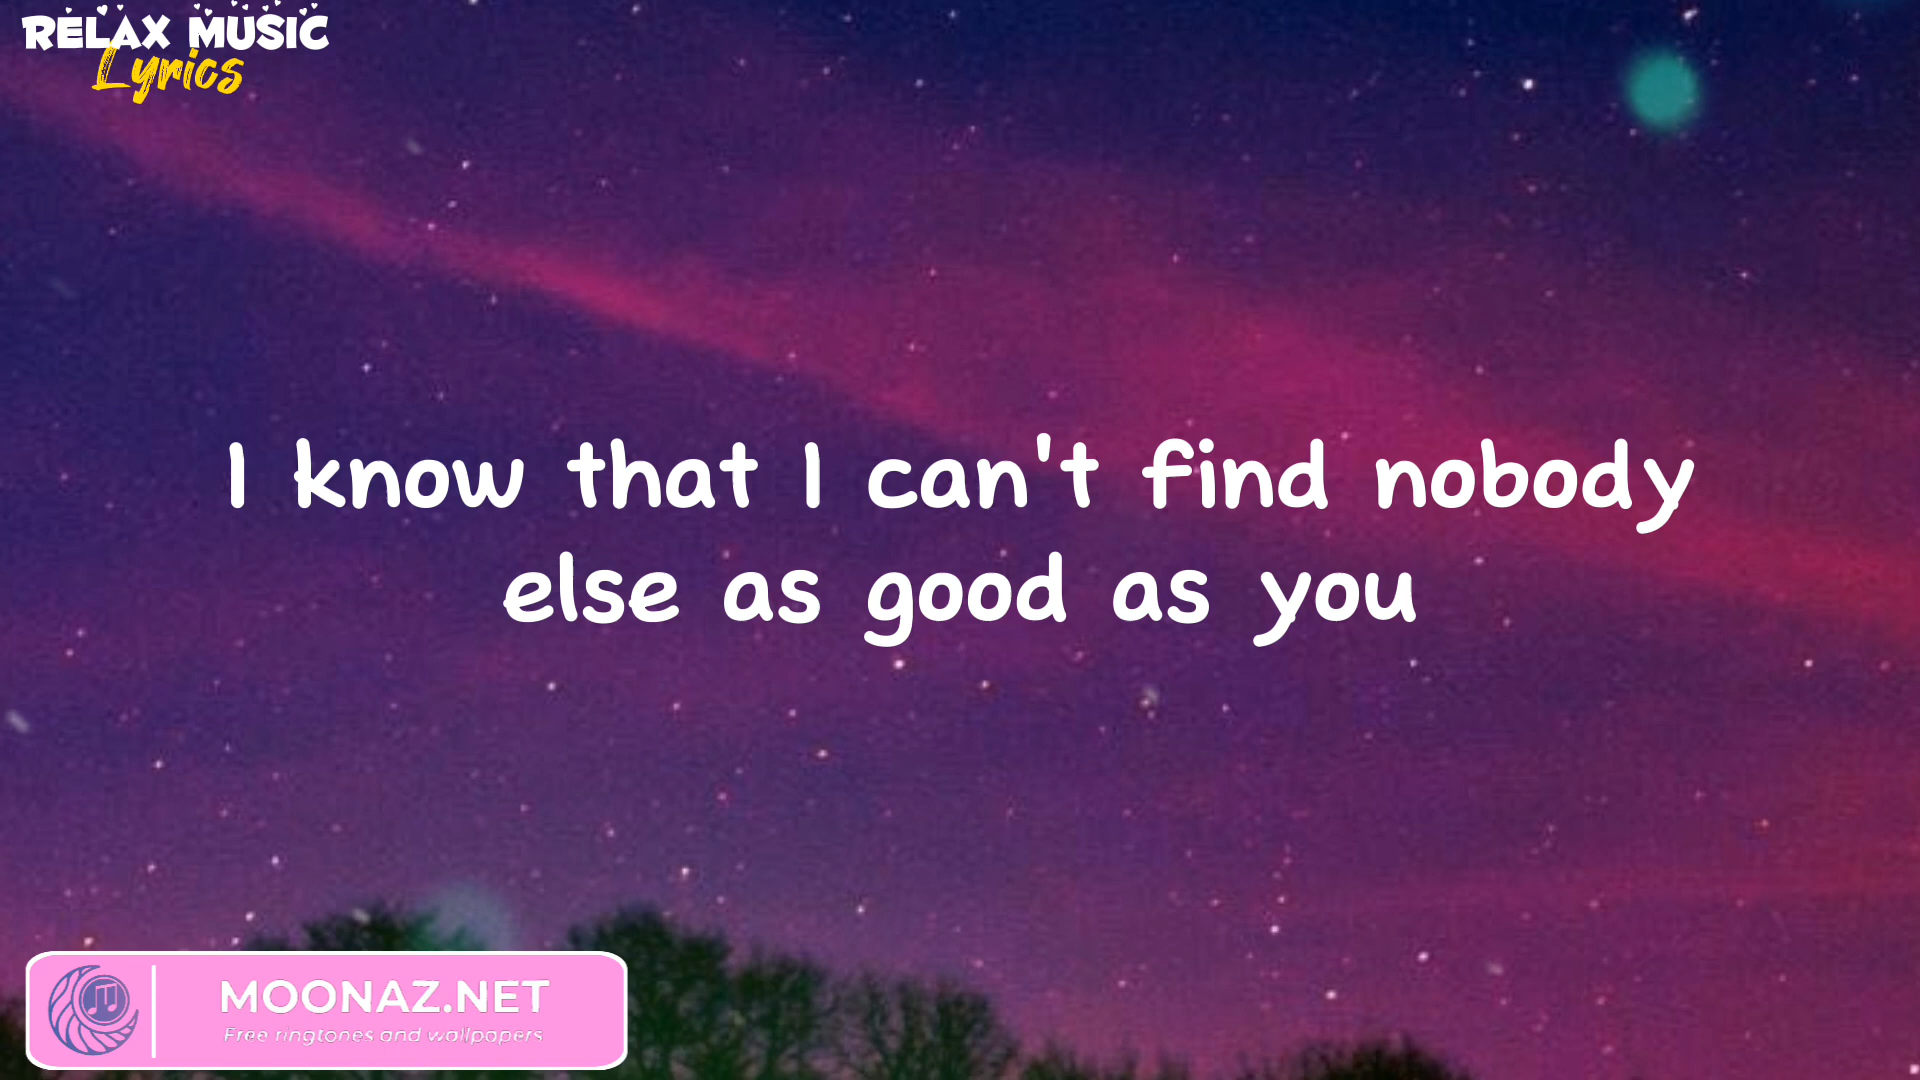 RELAX MUSIC
Lyrics
I know that I can't find nobody
else as good as you
MOONAZ.NET
Free ringtones and wallpapers